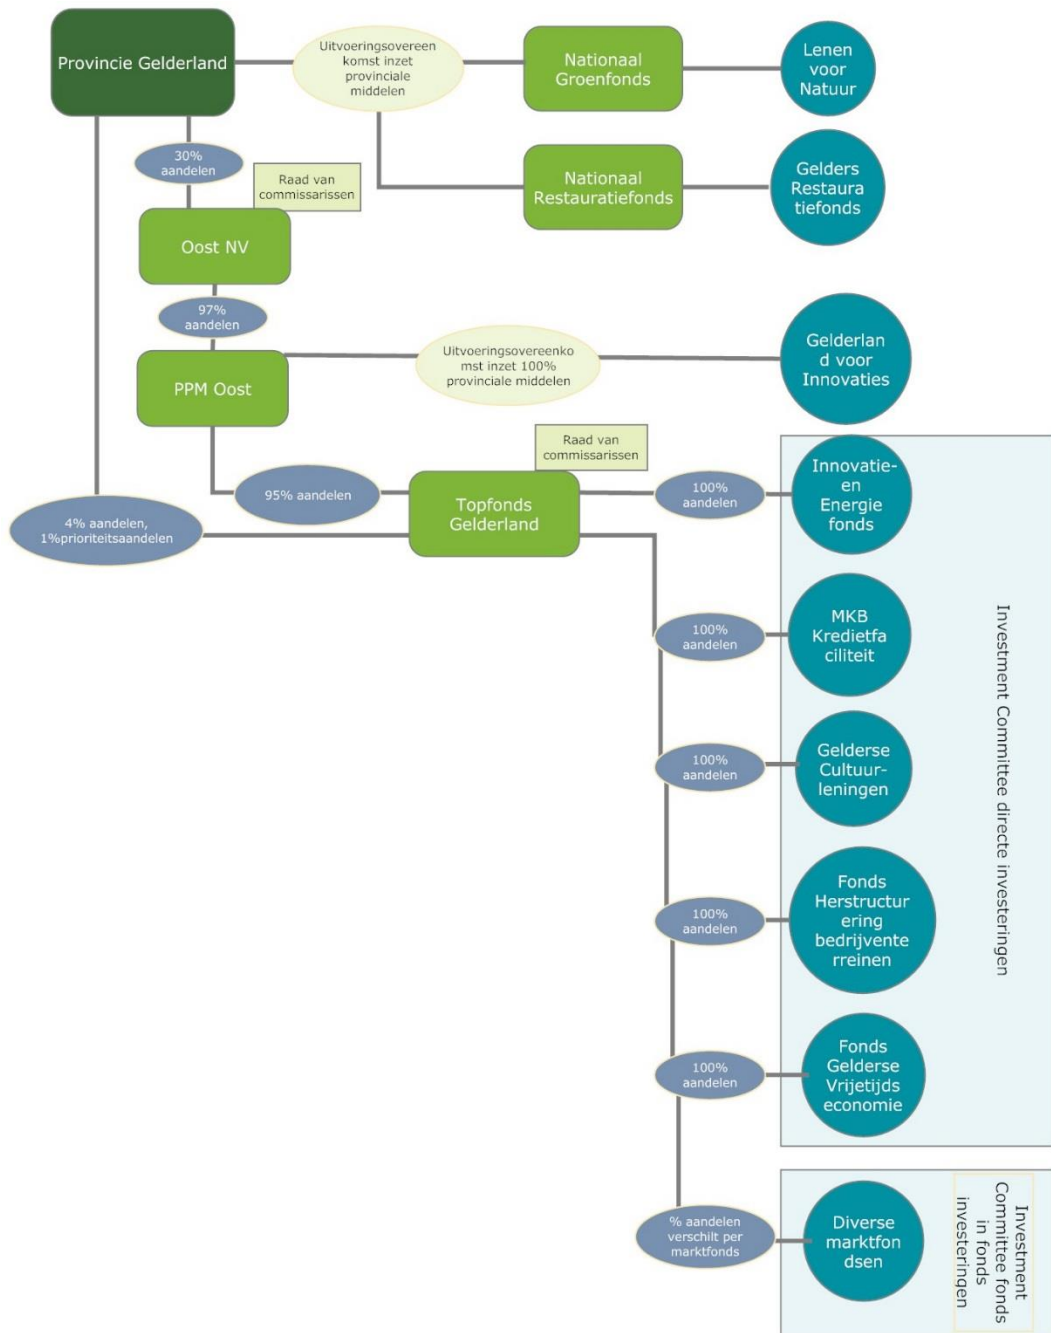 Provincie Gelderland
Uitvoeringsovereen
komst inzet
provinciale
middelen
Nationaal
Groenfonds
Lenen
voor
Natuur
30%
aandelen
Raad van
commissarissen
Nationaal
Restauratiefonds
Gelders
Restaura
tiefonds
Oost NV
97%
aandelen
PPM Oost
Uitvoeringsovereenko
mst inzet 100%
provinciale middelen
Gelderlan
d voor
Innovaties
Raad van
commissarissen
95% aandelen
4% aandelen,
1%prioriteitsaandelen
Topfonds
Gelderland
100%
aandelen
Innovatie-
en
Energie
fonds
100%
aandelen
MKB
Kredietfa
ciliteit
100%
aandelen
Gelderse
Cultuur-
leningen
100%
aandelen
Fonds
Herstructur
ering
bedrijvente
rreinen
100%
aandelen
Fonds
Gelderse
Vrijetijds
economie
Investment Committee directe investeringen
% aandelen
verschilt per
marktfonds
Diverse
marktfon
dsen
Investment
Committee fonds
in fonds
investeringen